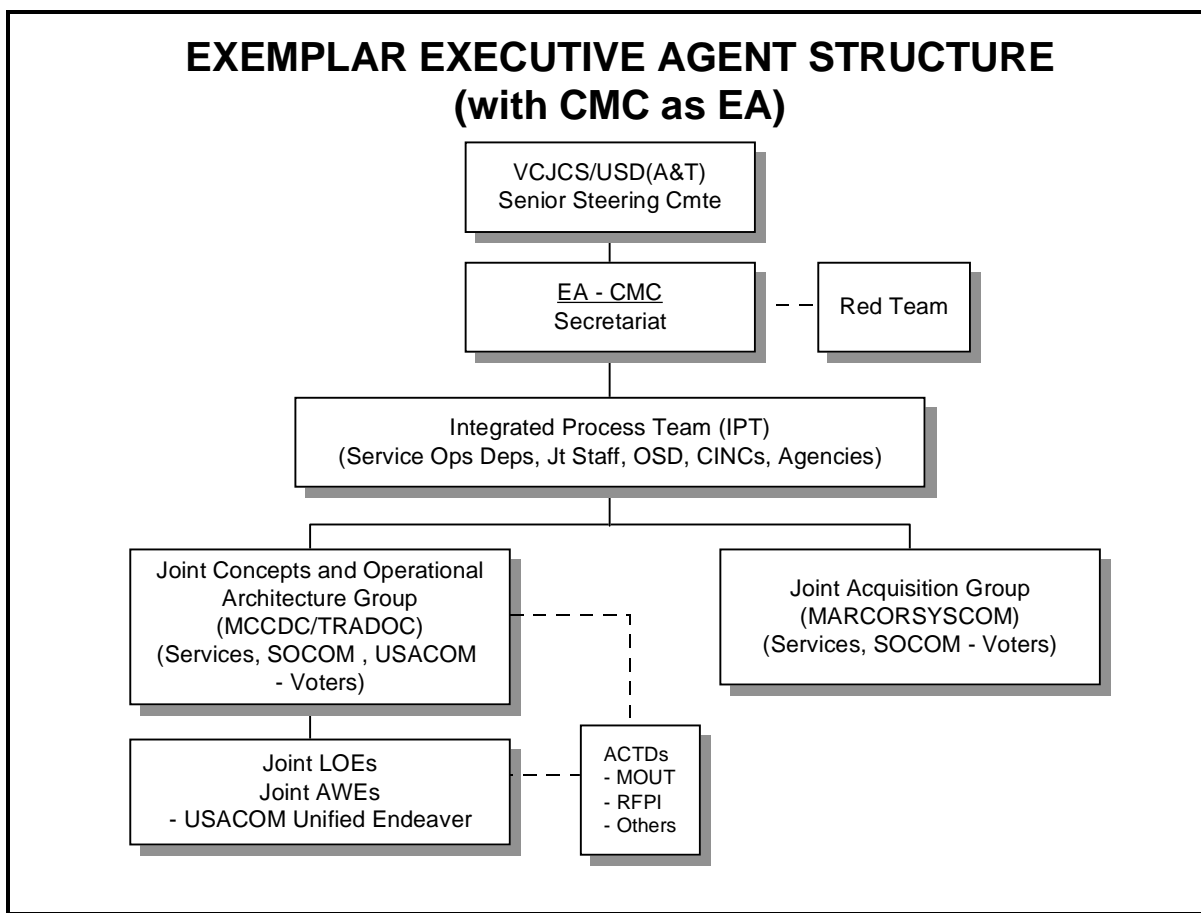 EXEMPLAR EXECUTIVE AGENT STRUCTURE
(with CMC as EA)
VCJCS/USD(A&T)
Senior Steering Cmte
EA - CMC
Secretariat
Red Team
Integrated Process Team (IPT)
(Service Ops Deps, Jt Staff, OSD, CINCs, Agencies)
Joint Concepts and Operational
Architecture Group
(MCCDC/TRADOC)
(Services, SOCOM , USACOM
- Voters)
Joint Acquisition Group
(MARCORSYSCOM)
(Services, SOCOM - Voters)
Joint LOEs
Joint AWEs
- USACOM Unified Endeaver
ACTDs
- MOUT
- RFPI
- Others